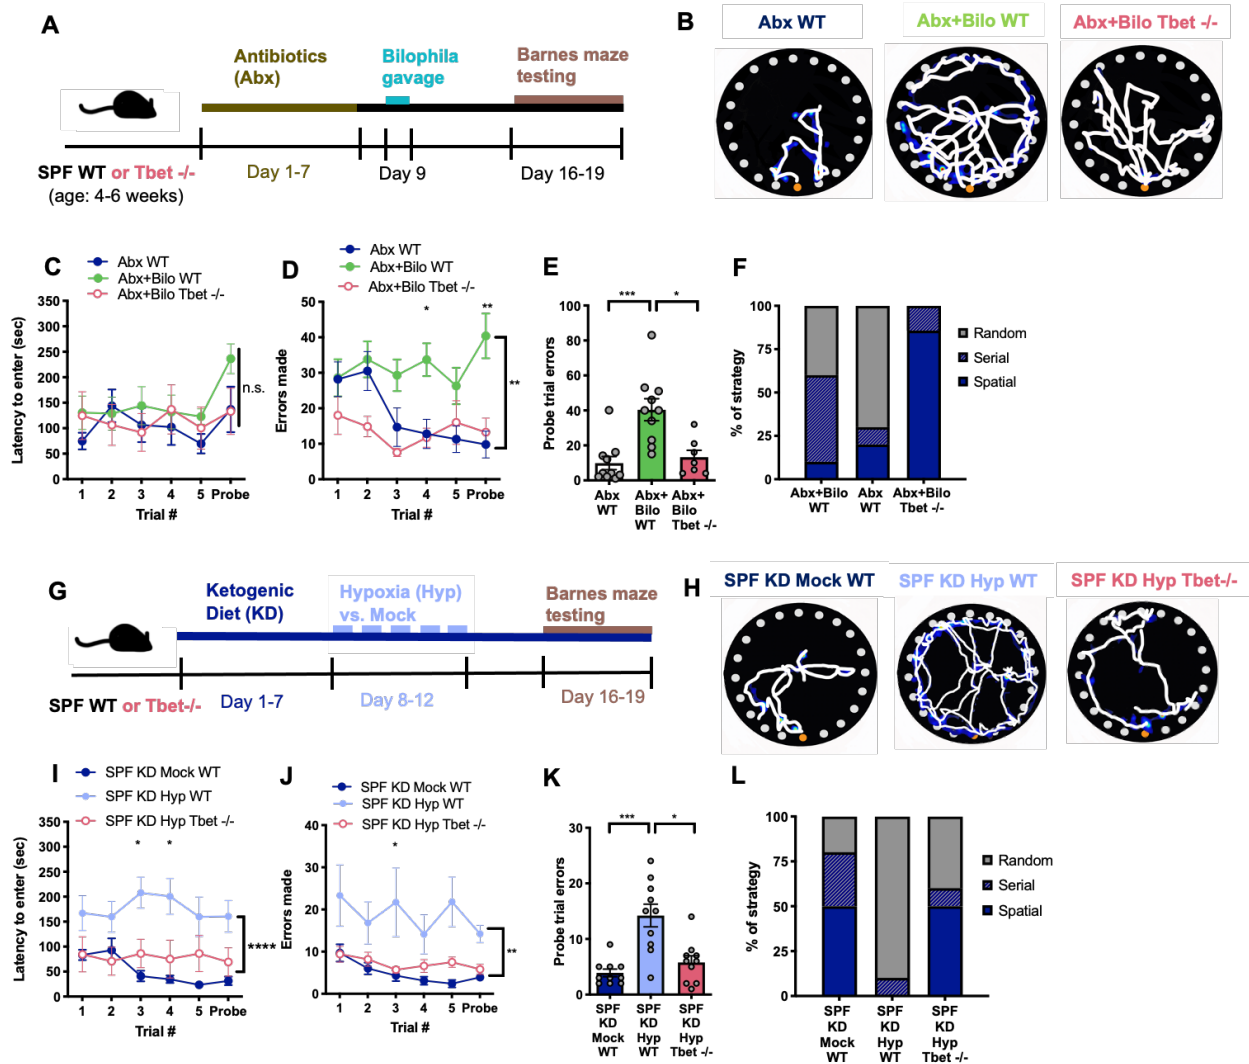 A
Antibiotics
(Abx)
Bilophila
gavage
Barnes maze
testing
SPF WT or Tbet -/-
(age: 4-6 weeks)
Day 1-7
Day 9
Day 16-19
B
Abx WT
Abx+Bilo WT
Abx+Bilo Tbet -/-
C
Abx WT
Abx+Bilo WT
Abx+Bilo Tbet -/-
Latency to enter (sec)
350
300
250
200
150
100
50
0
n.s.
1 2 3 4 5 Probe
Trial #
D
Abx WT
Abx+Bilo WT
Abx+Bilo Tbet -/-
Errors made
50
40
30
20
10
0
*
**
**
1 2 3 4 5 Probe
Trial #
E
Probe trial errors
100
80
60
40
20
0
***
*
Abx
WT
Abx+
Bilo
WT
Abx+
Bilo
Tbet -/-
F
% of strategy
100
75
50
25
0
Random
Serial
Spatial
Abx+Bilo
WT
Abx
WT
Abx+Bilo
Tbet -/-
G
Ketogenic
Diet (KD)
Hypoxia (Hyp)
vs. Mock
Barnes maze
testing
SPF WT or Tbet-/-
Day 1-7
Day 8-12
Day 16-19
H
SPF KD Mock WT
SPF KD Hyp WT
SPF KD Hyp Tbet-/-
I
SPF KD Mock WT
SPF KD Hyp WT
SPF KD Hyp Tbet -/-
Latency to enter (sec)
350
300
250
200
150
100
50
0
*
*
****
1 2 3 4 5 Probe
Trial #
J
SPF KD Mock WT
SPF KD Hyp WT
SPF KD Hyp Tbet -/-
Errors made
40
30
20
10
0
*
**
1 2 3 4 5 Probe
Trial #
K
Probe trial errors
30
20
10
0
***
*
SPF
KD
Mock
WT
SPF
KD
Hyp
WT
SPF
KD
Hyp
Tbet -/-
L
% of strategy
100
75
50
25
0
Random
Serial
Spatial
SPF
KD
Mock
WT
SPF
KD
Hyp
WT
SPF
KD
Hyp
Tbet -/-